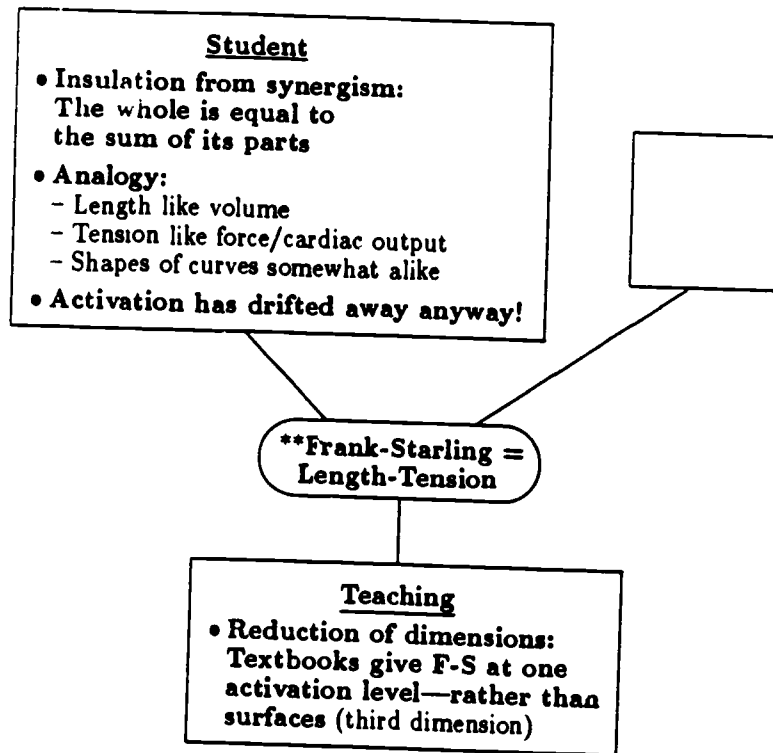 Student
• Insulation from synergism:
The whole is equal to
the sum of its parts
• Analogy:
– Length like volume
– Tension like force/cardiac output
– Shapes of curves somewhat alike
• Activation has drifted away anyway!
**Frank-Starling =
Length-Tension
Teaching
• Reduction of dimensions:
Textbooks give F-S at one
activation level—rather than
surfaces (third dimension)